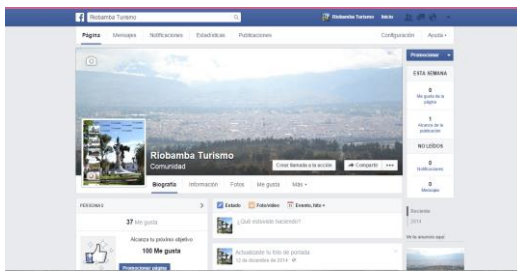 Riobamba Turismo
Riobamba Turismo Inicio
Página Mensajes Notificaciones Estadísticas Publicaciones Configuración Ayuda
Promocionar
ESTA SEMANA
0
Me gusta de la página
1
Alcance de la publicación
NO LEÍDOS
0
Notificaciones
0
Mensajes
Riobamba Turismo
Comunidad
Crear llamada a la acción Compartir
Biografía Información Fotos Me gusta Más
PERSONAS
37 Me gusta
Alcanza tu próximo objetivo
100 Me gusta
Promocionar página
Estado Foto/video Evento, hito +
¿Qué estuviste haciendo?
Actualizaste tu foto de portada.
12 de diciembre de 2014
Reciente
2014